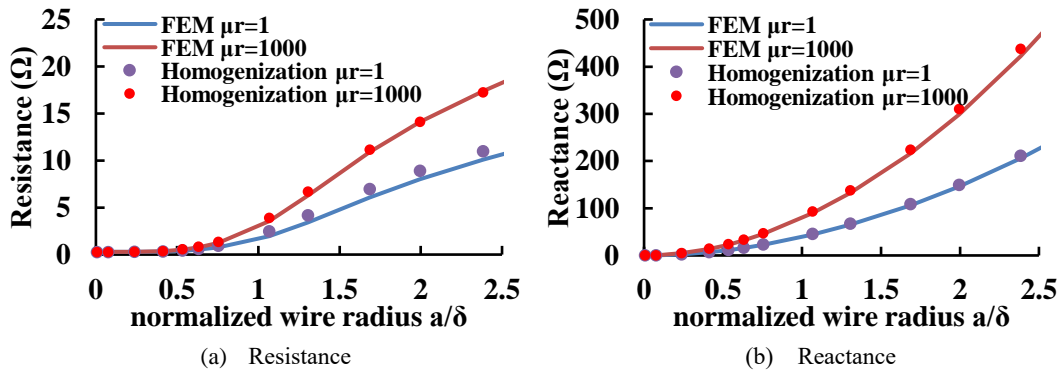 25
20
15
10
5
0
Resistance (Ω)
FEM μr=1
FEM μr=1000
Homogenization μr=1
Homogenization μr=1000
0 0.5 1 1.5 2 2.5
normalized wire radius a/δ
(a) Resistance
500
400
300
200
100
0
Reactance (Ω)
FEM μr=1
FEM μr=1000
Homogenization μr=1
Homogenization μr=1000
0 0.5 1 1.5 2 2.5
normalized wire radius a/δ
(b) Reactance